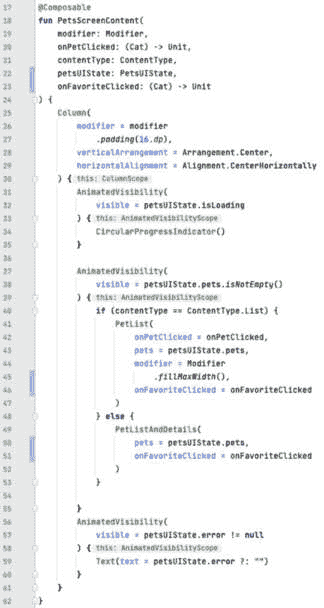 17 @Composable
18 fun PetsScreenContent(
19 modifier: Modifier,
20 onPetClicked: (Cat) -> Unit,
21 contentType: ContentType,
22 petsUIState: PetsUIState,
23 onFavoriteClicked: (Cat) -> Unit
24 ) {
25 Column(
26 modifier = modifier
27 .padding(16.dp),
28 verticalArrangement = Arrangement.Center,
29 horizontalAlignment = Alignment.CenterHorizontally
30 ) { this: ColumnScope
31 AnimatedVisibility(
32 visible = petsUIState.isLoading
33 ) { this: AnimatedVisibilityScope
34 CircularProgressIndicator()
35 }
36
37 AnimatedVisibility(
38 visible = petsUIState.pets.isNotEmpty()
39 ) { this: AnimatedVisibilityScope
40 if (contentType == ContentType.List) {
41 PetList(
42 onPetClicked = onPetClicked,
43 pets = petsUIState.pets,
44 modifier = Modifier
45 .fillMaxWidth(),
46 onFavoriteClicked = onFavoriteClicked
47 )
48 } else {
49 PetListAndDetails(
50 pets = petsUIState.pets,
51 onFavoriteClicked = onFavoriteClicked
52 )
53 }
54
55 }
56 AnimatedVisibility(
57 visible = petsUIState.error != null
58 ) { this: AnimatedVisibilityScope
59 Text(text = petsUIState.error ?: "")
60 }
61 }
62 }